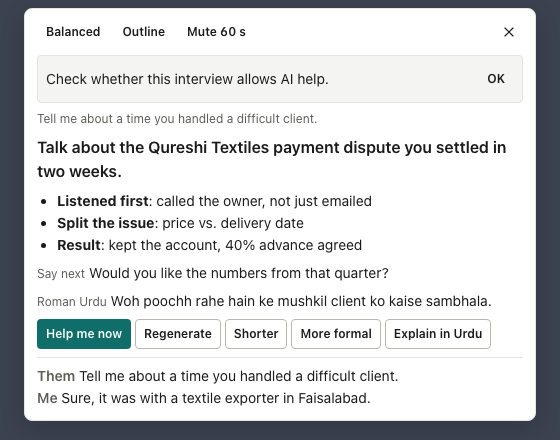 Balanced Outline Mute 60 s ×
Check whether this interview allows AI help. OK
Tell me about a time you handled a difficult client.
Talk about the Qureshi Textiles payment dispute you settled in
two weeks.
• Listened first: called the owner, not just emailed
• Split the issue: price vs. delivery date
• Result: kept the account, 40% advance agreed
Say next Would you like the numbers from that quarter?
Roman Urdu Woh poochh rahe hain ke mushkil client ko kaise sambhala.
Help me now Regenerate Shorter More formal Explain in Urdu
Them Tell me about a time you handled a difficult client.
Me Sure, it was with a textile exporter in Faisalabad.